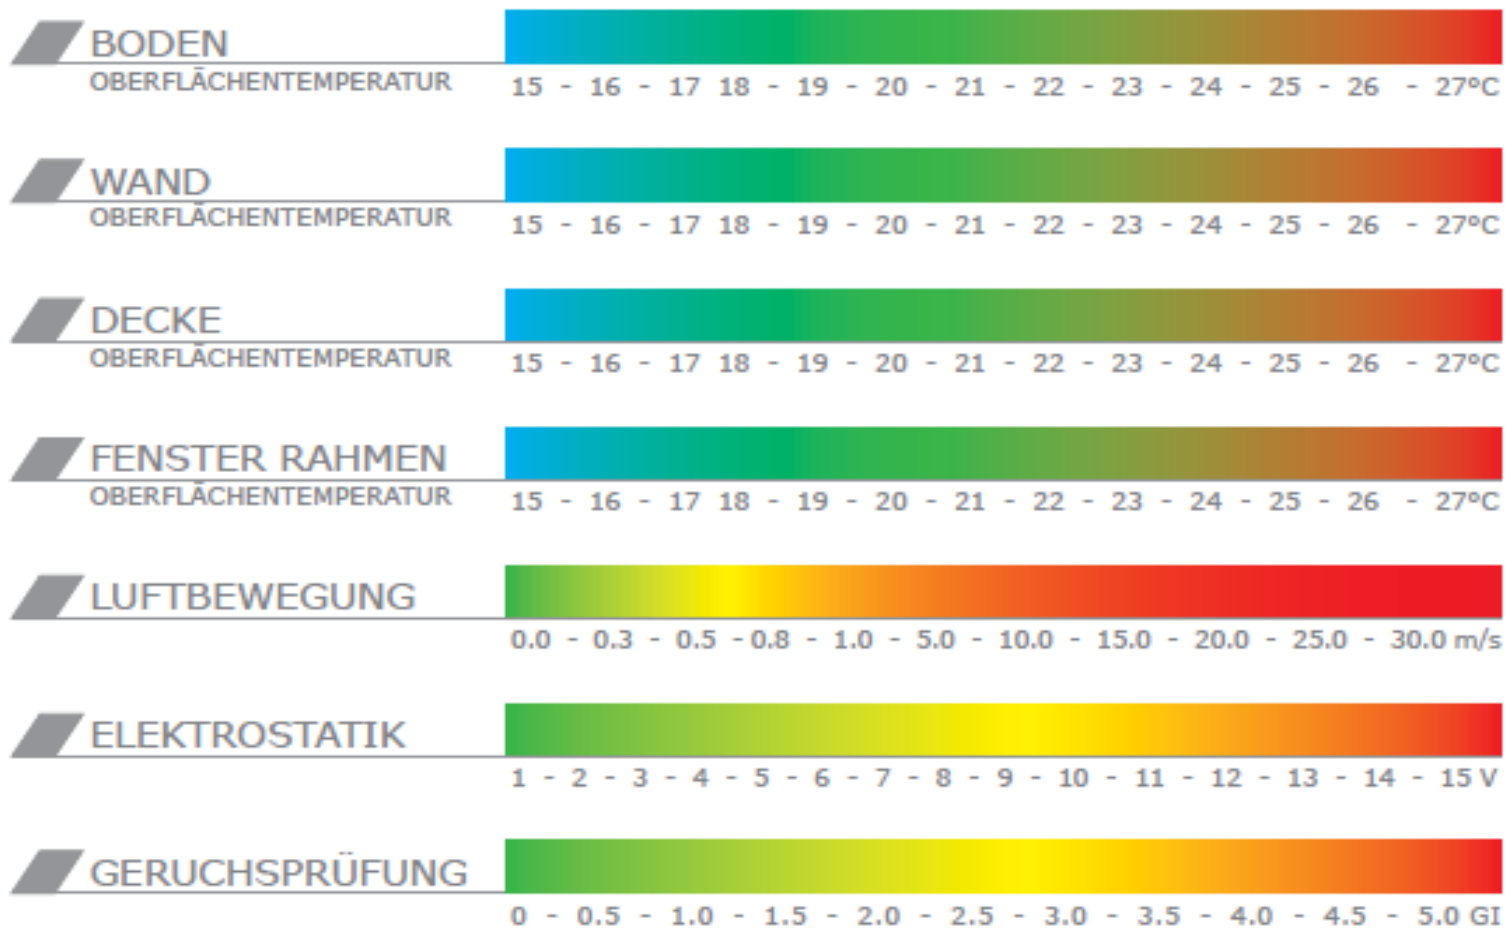 BODEN
OBERFLÄCHENTEMPERATUR
15 - 16 - 17 18 - 19 - 20 - 21 - 22 - 23 - 24 - 25 - 26 - 27°C
WAND
OBERFLÄCHENTEMPERATUR
15 - 16 - 17 18 - 19 - 20 - 21 - 22 - 23 - 24 - 25 - 26 - 27°C
DECKE
OBERFLÄCHENTEMPERATUR
15 - 16 - 17 18 - 19 - 20 - 21 - 22 - 23 - 24 - 25 - 26 - 27°C
FENSTER RAHMEN
OBERFLÄCHENTEMPERATUR
15 - 16 - 17 18 - 19 - 20 - 21 - 22 - 23 - 24 - 25 - 26 - 27°C
LUFTBEWEGUNG
0.0 - 0.3 - 0.5 - 0.8 - 1.0 - 5.0 - 10.0 - 15.0 - 20.0 - 25.0 - 30.0 m/s
ELEKTROSTATIK
1 - 2 - 3 - 4 - 5 - 6 - 7 - 8 - 9 - 10 - 11 - 12 - 13 - 14 - 15 V
GERUCHSPRÜFUNG
0 - 0.5 - 1.0 - 1.5 - 2.0 - 2.5 - 3.0 - 3.5 - 4.0 - 4.5 - 5.0 GI